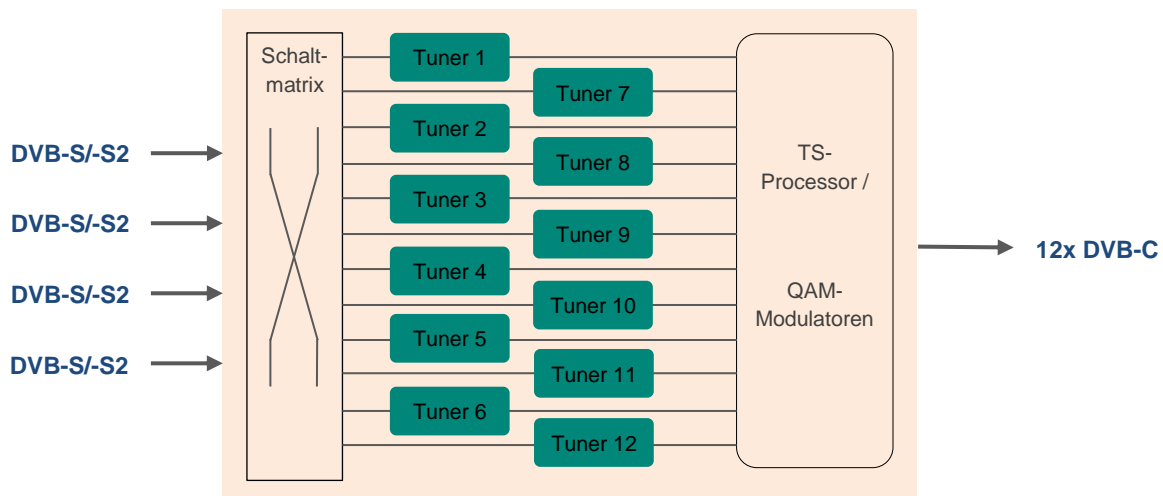 DVB-S/-S2
DVB-S/-S2
DVB-S/-S2
DVB-S/-S2
Schalt-
matrix
Tuner 1
Tuner 7
Tuner 2
Tuner 8
Tuner 3
Tuner 9
Tuner 4
Tuner 10
Tuner 5
Tuner 11
Tuner 6
Tuner 12
TS-
Processor /
QAM-
Modulatoren
12x DVB-C